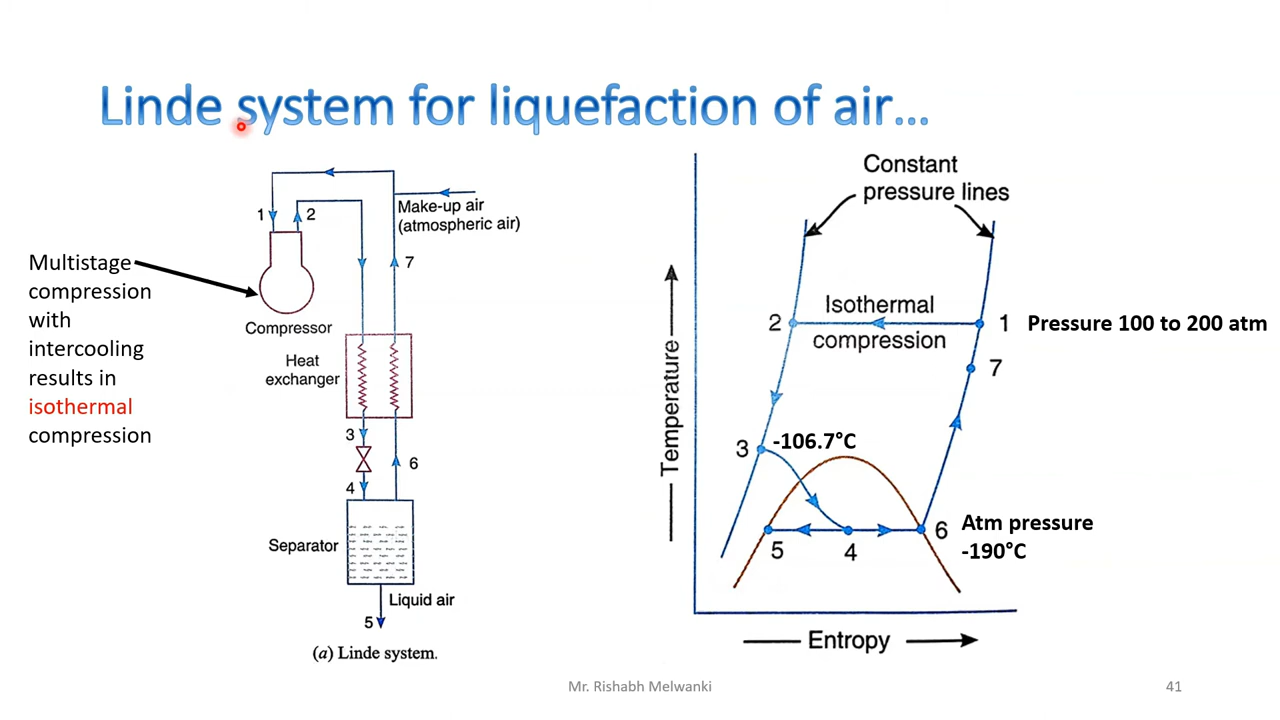 Linde system for liquefaction of air...
Multistage
compression
with
intercooling
results in
isothermal
compression
1
2
Make-up air
(atmospheric air)
7
Compressor
Heat
exchanger
3
6
4
Separator
Liquid air
5
(a) Linde system.
Constant
pressure lines
Temperature
2
Isothermal
compression
1
Pressure 100 to 200 atm
7
3
-106.7°C
5
4
6
Atm pressure
-190°C
Entropy
Mr. Rishabh Melwanki
41